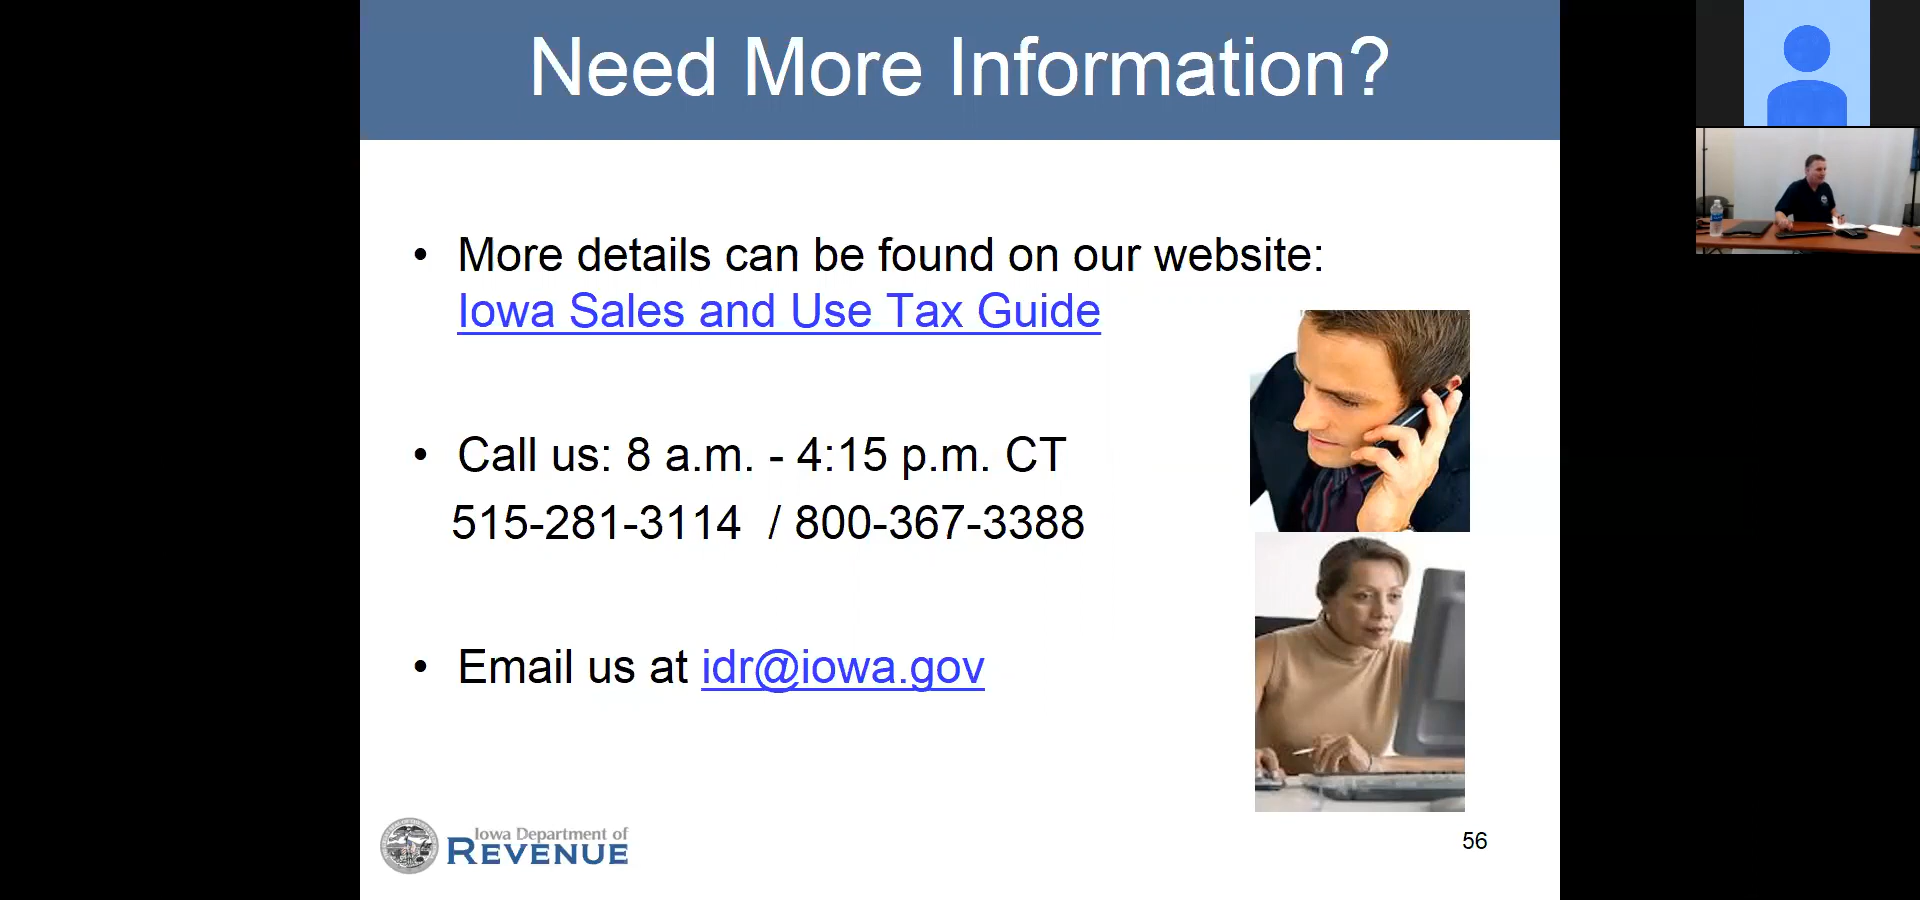 Need More Information?
• More details can be found on our website:
Iowa Sales and Use Tax Guide
• Call us: 8 a.m. - 4:15 p.m. CT
515-281-3114 / 800-367-3388
• Email us at idr@iowa.gov
Iowa Department of
REVENUE
56